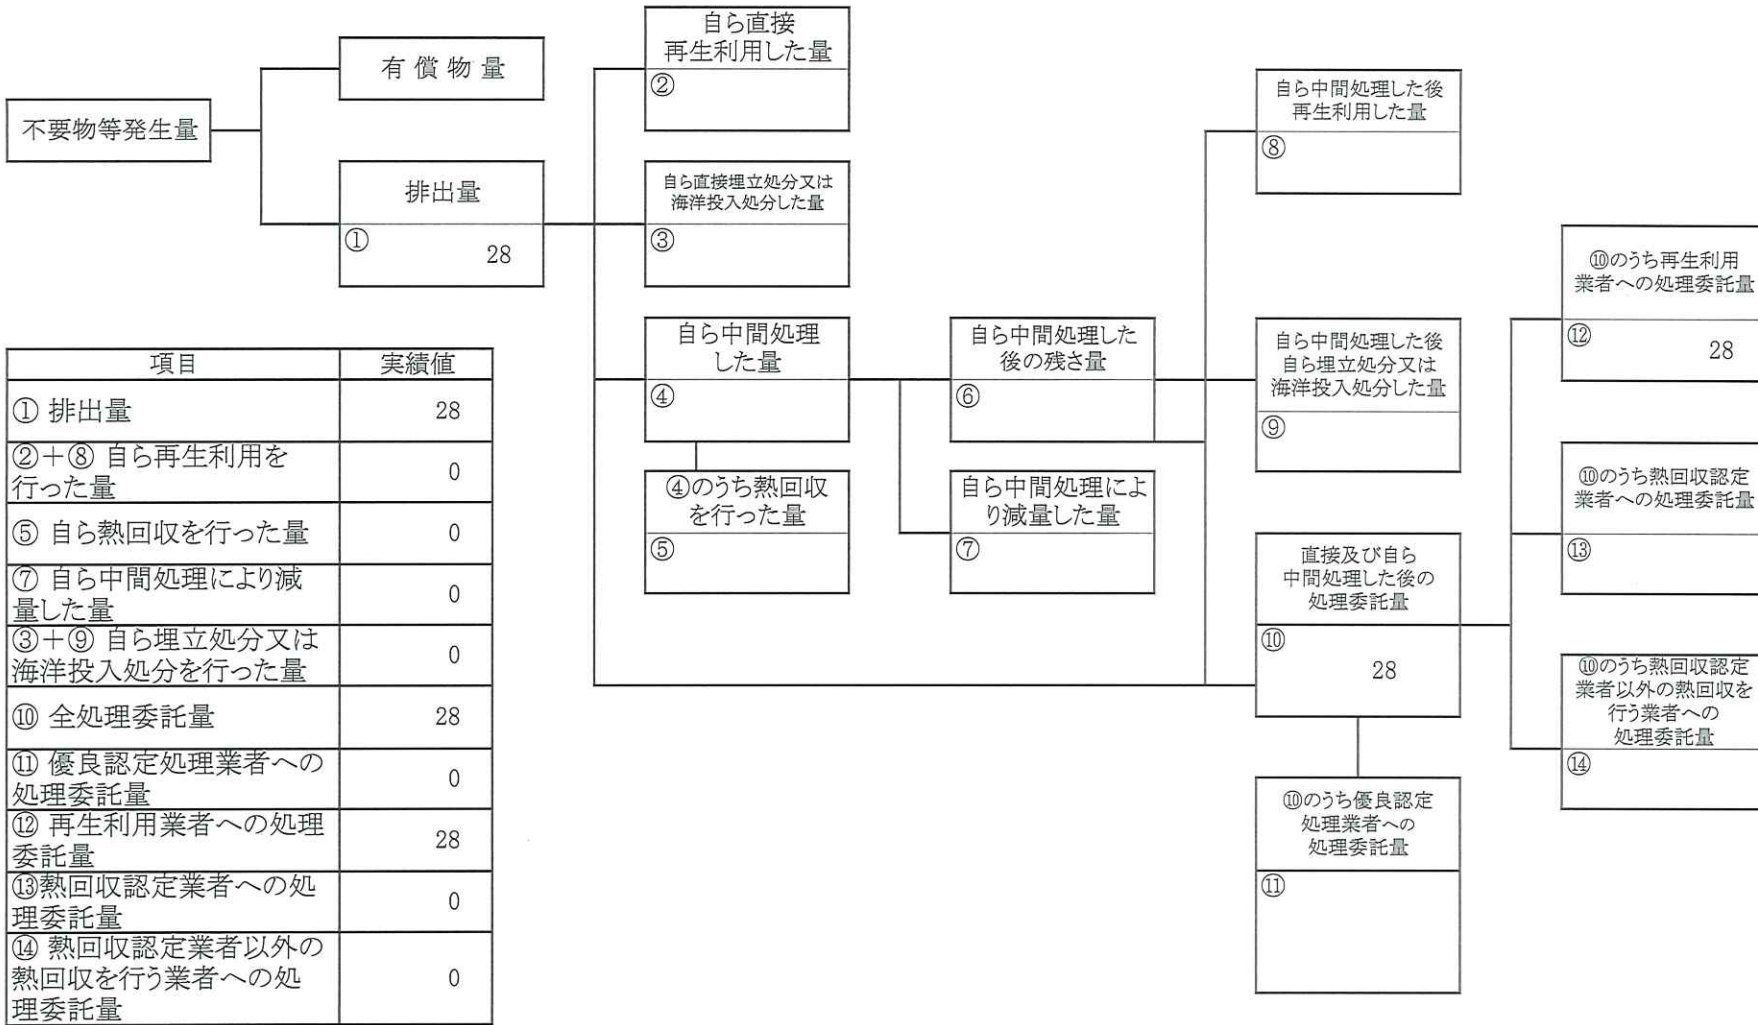 不要物等発生量
有償物量
排出量
①
28
自ら直接
再生利用した量
②
自ら直接埋立処分又は
海洋投入処分した量
③
自ら中間処理
した量
④
④のうち熱回収
を行った量
⑤
自ら中間処理した
後の残さ量
⑥
自ら中間処理によ
り減量した量
⑦
自ら中間処理した後
再生利用した量
⑧
自ら中間処理した後
自ら埋立処分又は
海洋投入処分した量
⑨
直接及び自ら
中間処理した後の
処理委託量
⑩
28
⑩のうち優良認定
処理業者への
処理委託量
⑪
⑩のうち再生利用
業者への処理委託量
⑫
28
⑩のうち熱回収認定
業者への処理委託量
⑬
⑩のうち熱回収認定
業者以外の熱回収を
行う業者への
処理委託量
⑭
項目 実績値
① 排出量 28
②+⑧ 自ら再生利用を
行った量 0
⑤ 自ら熱回収を行った量 0
⑦ 自ら中間処理により減
量した量 0
③+⑨ 自ら埋立処分又は
海洋投入処分を行った量 0
⑩ 全処理委託量 28
⑪ 優良認定処理業者への
処理委託量 0
⑫ 再生利用業者への処理
委託量 28
⑬熱回収認定業者への処
理委託量 0
⑭ 熱回収認定業者以外の
熱回収を行う業者への処
理委託量 0